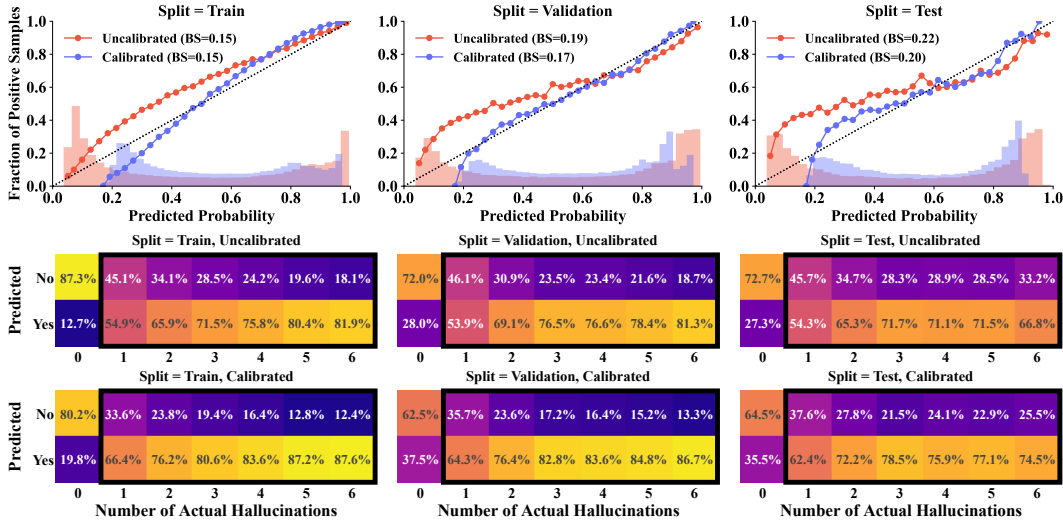 Split = Train
Split = Validation
Split = Test
Fraction of Positive Samples
1.0
0.8
0.6
0.4
0.2
0.0
Uncalibrated (BS=0.15)
Calibrated (BS=0.15)
0.0 0.2 0.4 0.6 0.8 1.0
Predicted Probability
1.0
0.8
0.6
0.4
0.2
0.0
Uncalibrated (BS=0.19)
Calibrated (BS=0.17)
0.0 0.2 0.4 0.6 0.8 1.0
Predicted Probability
1.0
0.8
0.6
0.4
0.2
0.0
Uncalibrated (BS=0.22)
Calibrated (BS=0.20)
0.0 0.2 0.4 0.6 0.8 1.0
Predicted Probability
Split = Train, Uncalibrated
Predicted
No 87.3% 45.1% 34.1% 28.5% 24.2% 19.6% 18.1%
Yes 12.7% 54.9% 65.9% 71.5% 75.8% 80.4% 81.9%
0 1 2 3 4 5 6
Split = Validation, Uncalibrated
72.0% 46.1% 30.9% 23.5% 23.4% 21.6% 18.7%
28.0% 53.9% 69.1% 76.5% 76.6% 78.4% 81.3%
0 1 2 3 4 5 6
Split = Test, Uncalibrated
Predicted
No 72.7% 45.7% 34.7% 28.3% 28.9% 28.5% 33.2%
Yes 27.3% 54.3% 65.3% 71.7% 71.1% 71.5% 66.8%
0 1 2 3 4 5 6
Split = Train, Calibrated
Predicted
No 80.2% 33.6% 23.8% 19.4% 16.4% 12.8% 12.4%
Yes 19.8% 66.4% 76.2% 80.6% 83.6% 87.2% 87.6%
0 1 2 3 4 5 6
Number of Actual Hallucinations
Split = Validation, Calibrated
62.5% 35.7% 23.6% 17.2% 16.4% 15.2% 13.3%
37.5% 64.3% 76.4% 82.8% 83.6% 84.8% 86.7%
0 1 2 3 4 5 6
Number of Actual Hallucinations
Split = Test, Calibrated
Predicted
No 64.5% 37.6% 27.8% 21.5% 24.1% 22.9% 25.5%
Yes 35.5% 62.4% 72.2% 78.5% 75.9% 77.1% 74.5%
0 1 2 3 4 5 6
Number of Actual Hallucinations